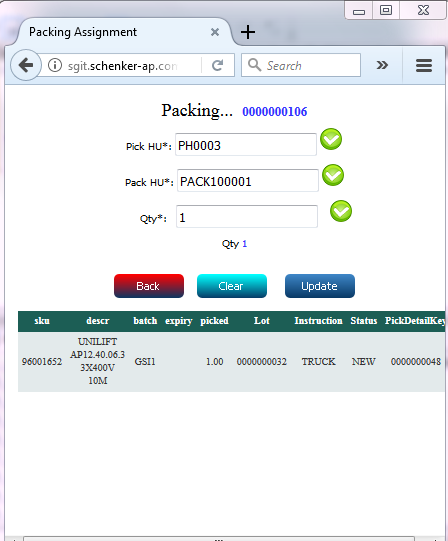 Packing Assignment
sgit.schenker-ap.com
Search
Packing... 0000000106
Pick HU*: PH0003
Pack HU*: PACK100001
Qty*: 1
Qty 1
Back Clear Update
sku descr batch expiry picked Lot Instruction Status PickDetailKey
96001652 UNILIFT AP12.40.06.3 3X400V 10M GSI1 1.00 0000000032 TRUCK NEW 0000000048